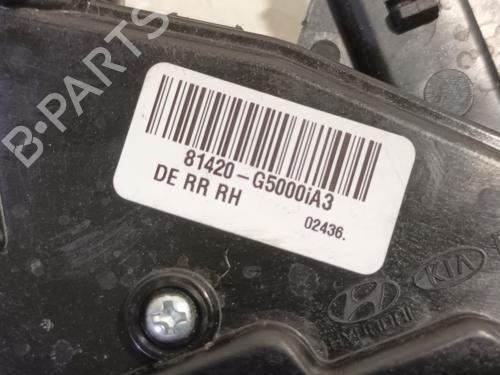 B-PARTS
81420-G5000iA3
DE RR RH
02436.
HYUNDAI
KIA